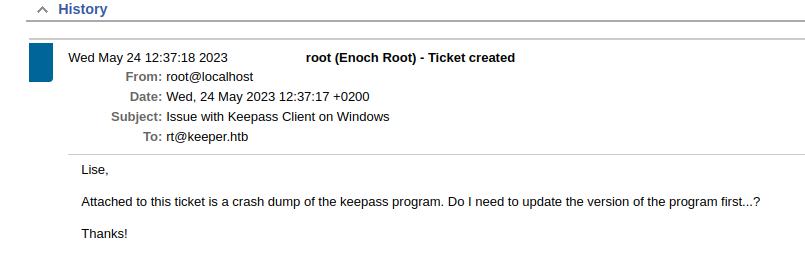 History
Wed May 24 12:37:18 2023 root (Enoch Root) - Ticket created
From: root@localhost
Date: Wed, 24 May 2023 12:37:17 +0200
Subject: Issue with Keepass Client on Windows
To: rt@keeper.htb
Lise,
Attached to this ticket is a crash dump of the keepass program. Do I need to update the version of the program first...?
Thanks!